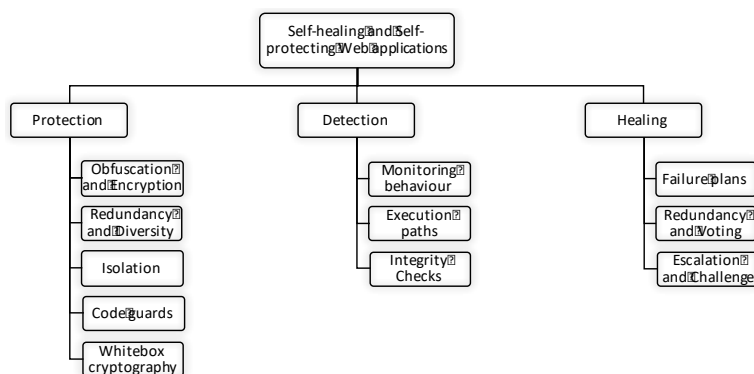 Self-healing and Self-
protecting Web applications
Protection
Detection
Healing
Obfuscation
and Encryption
Redundancy
and Diversity
Isolation
Code guards
Whitebox
cryptography
Monitoring
behaviour
Execution
paths
Integrity
Checks
Failure plans
Redundancy
and Voting
Escalation
and Challenge